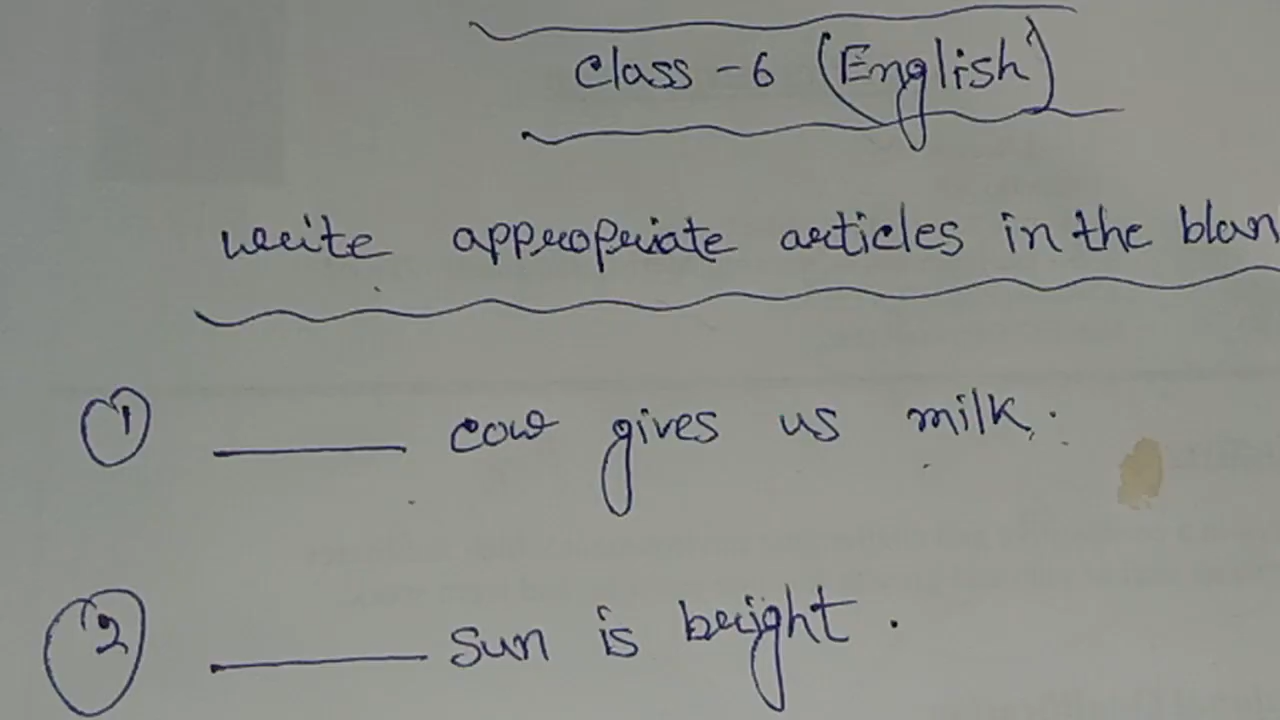 Class - 6 (English)
write appropriate articles in the blan
1 ______ cow gives us milk.
2 ______ sun is bright.